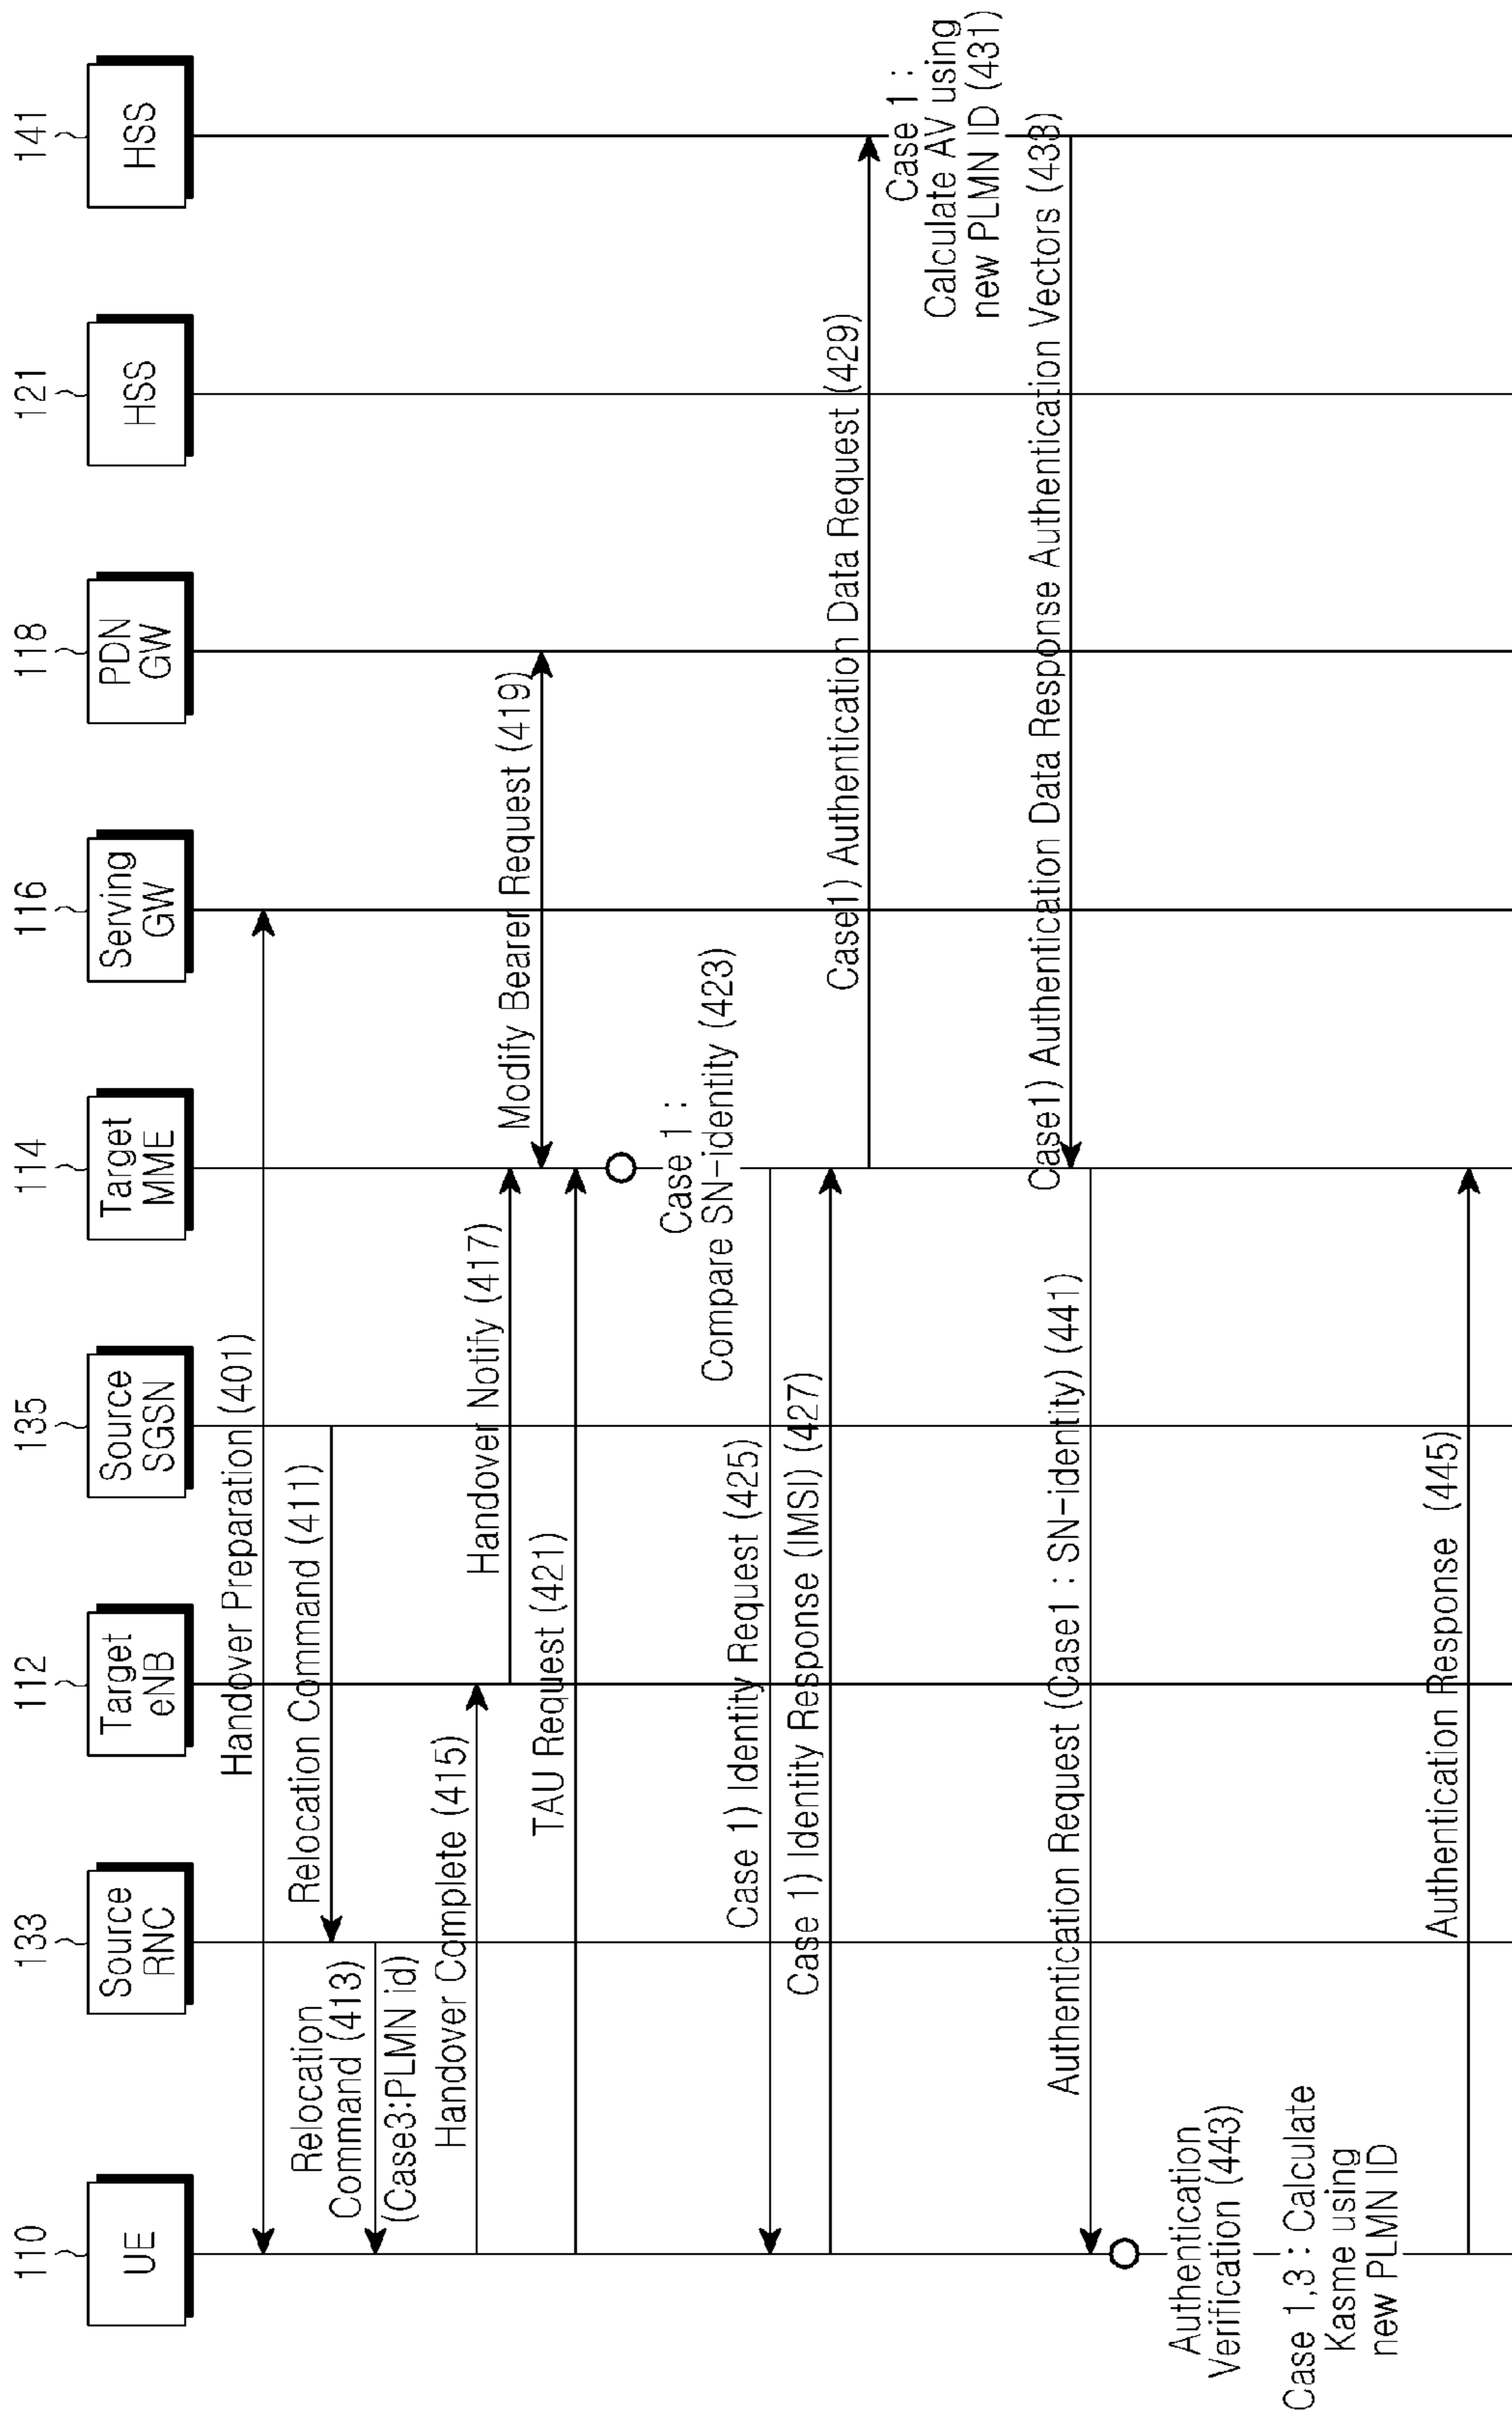 110
133
112
135
114
116
118
121
141
UE
Source
RNC
Target
eNB
Source
SGSN
Target
MME
Serving
GW
PDN
GW
HSS
HSS
Handover Preparation (401)
Relocation Command (411)
Relocation
Command (413)
(Case3:PLMN id)
Handover Complete (415)
Handover Notify (417)
Modify Bearer Request (419)
TAU Request (421)
Case 1 :
Compare SN-identity (423)
Case 1) Identity Request (425)
Case 1) Identity Response (IMSI) (427)
Case1) Authentication Data Request (429)
Case 1 :
Calculate AV using
new PLMN ID (431)
Case1) Authentication Data Response Authentication Vectors (433)
Authentication Request (Case1 : SN-identity) (441)
Authentication
Verification (443)
Case 1,3 : Calculate
Kasme using
new PLMN ID
Authentication Response (445)